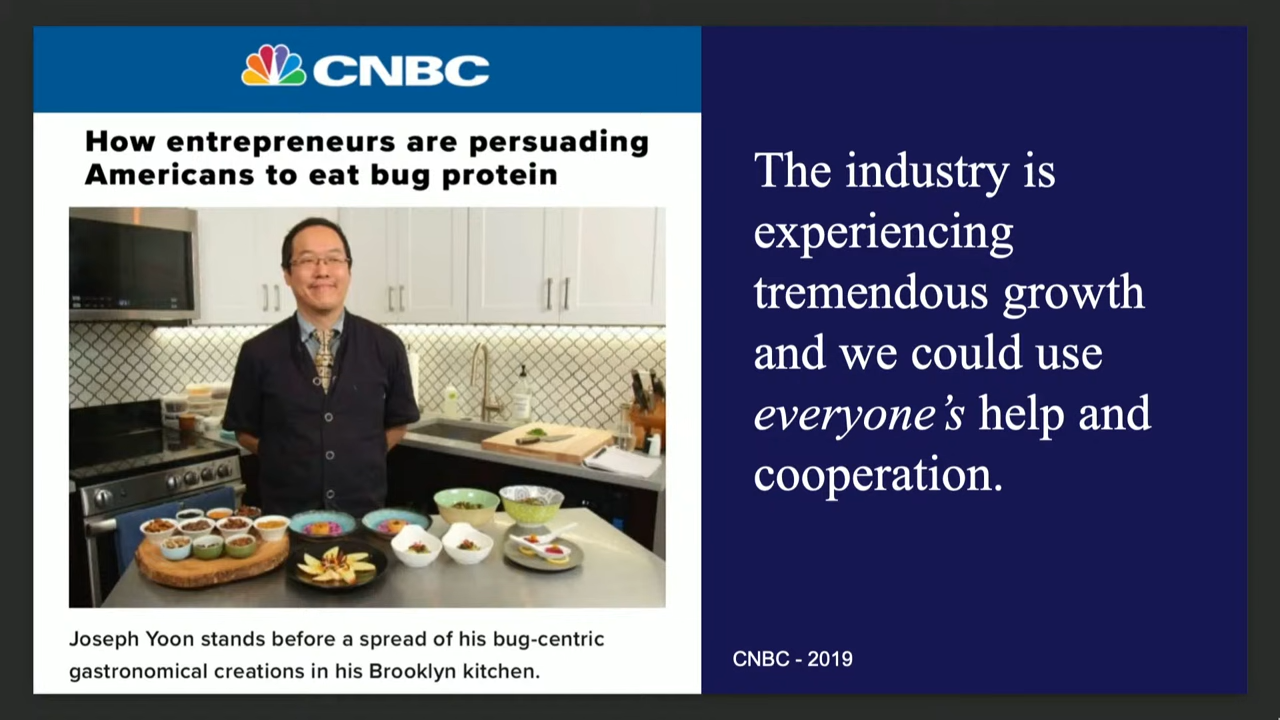 CNBC
How entrepreneurs are persuading
Americans to eat bug protein
Joseph Yoon stands before a spread of his bug-centric
gastronomical creations in his Brooklyn kitchen.
The industry is
experiencing
tremendous growth
and we could use
everyone’s help and
cooperation.
CNBC - 2019